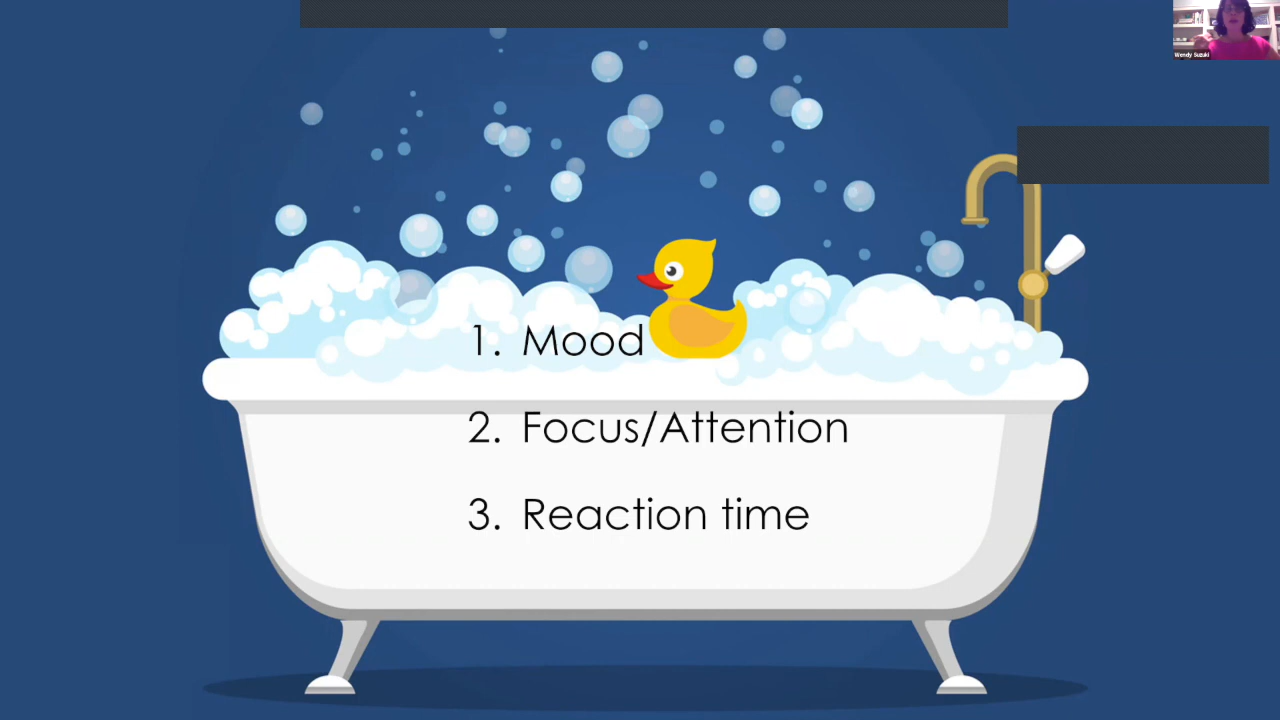 Wendy Suzuki
1. Mood
2. Focus/Attention
3. Reaction time